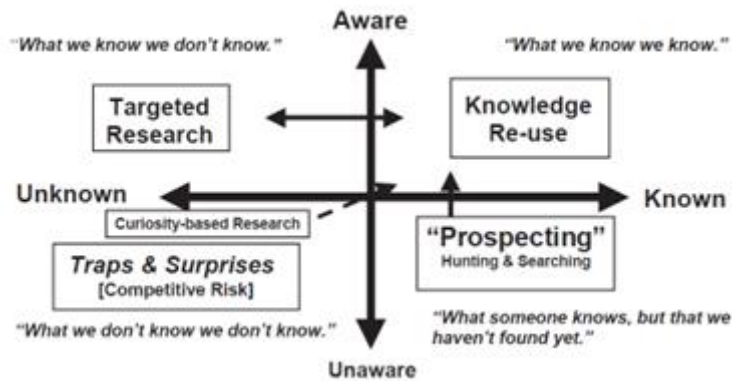 Aware
"What we know we don't know."
"What we know we know."
Targeted
Research
Knowledge
Re-use
Unknown
Known
Curiosity-based Research
Traps & Surprises
[Competitive Risk]
"Prospecting"
Hunting & Searching
"What we don't know we don't know."
"What someone knows, but that we
haven't found yet."
Unaware